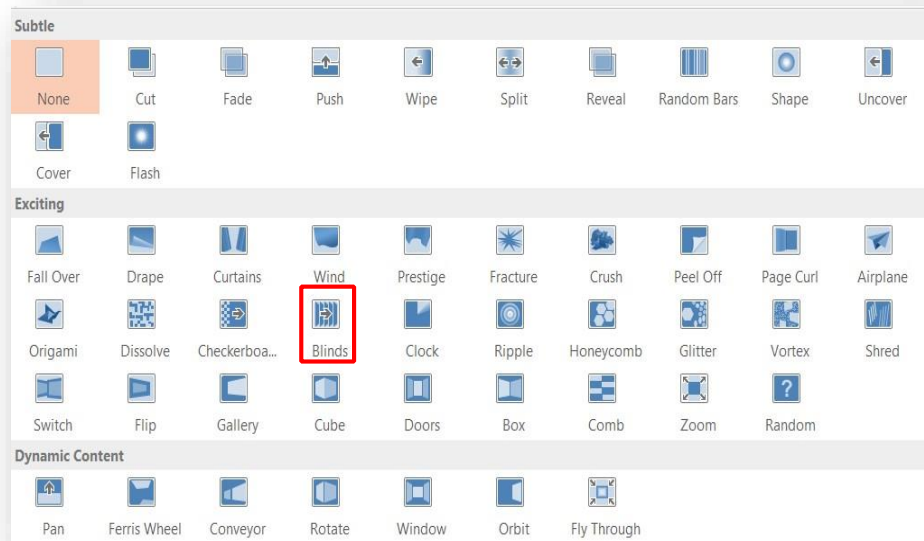 Subtle
None Cut Fade Push Wipe Split Reveal Random Bars Shape Uncover
Cover Flash
Exciting
Fall Over Drape Curtains Wind Prestige Fracture Crush Peel Off Page Curl Airplane
Origami Dissolve Checkerboa... Blinds Clock Ripple Honeycomb Glitter Vortex Shred
Switch Flip Gallery Cube Doors Box Comb Zoom Random
Dynamic Content
Pan Ferris Wheel Conveyor Rotate Window Orbit Fly Through